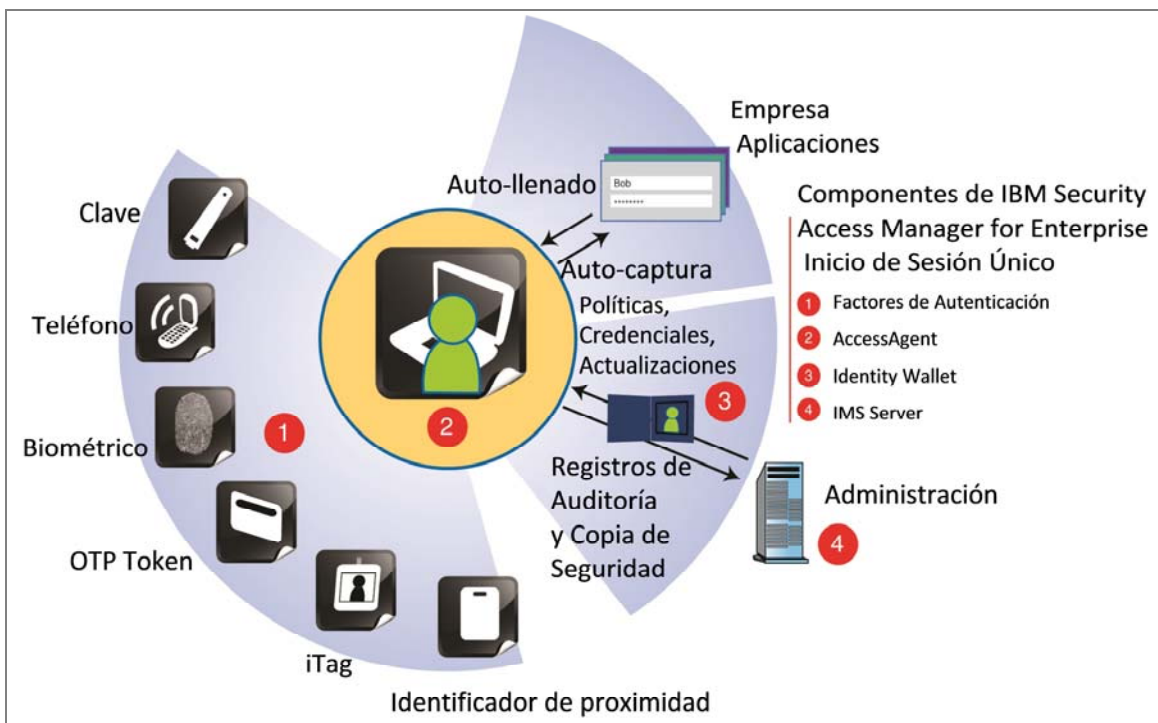 Empresa
Aplicaciones
Auto-llenado
Bob
********
Auto-captura
Políticas,
Credenciales,
Actualizaciones
Clave
Teléfono
Biométrico
OTP Token
iTag
Identificador de proximidad
1
2
3
Registros de
Auditoría
y Copia de
Seguridad
Administración
4
Componentes de IBM Security
Access Manager for Enterprise
Inicio de Sesión Único
1 Factores de Autenticación
2 AccessAgent
3 Identity Wallet
4 IMS Server